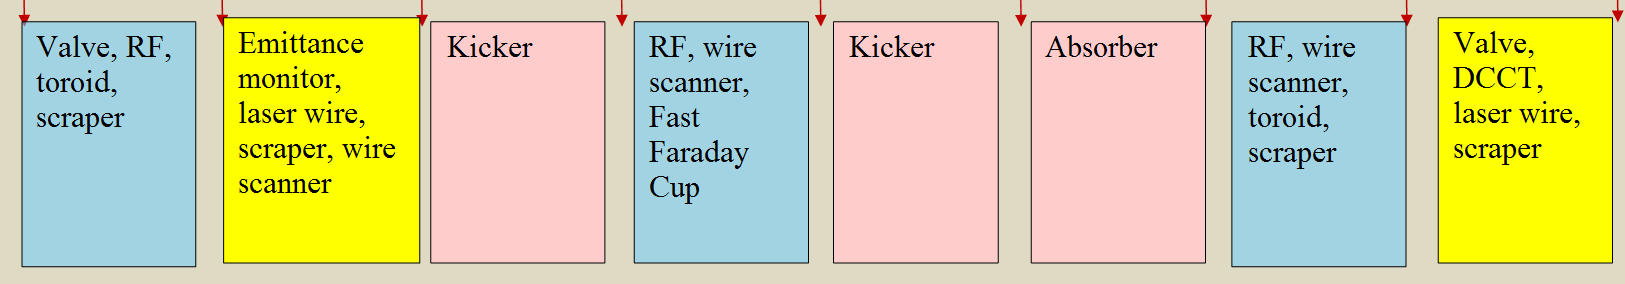 Valve, RF,
toroid,
scraper
Emittance
monitor,
laser wire,
scraper, wire
scanner
Kicker
RF, wire
scanner,
Fast
Faraday
Cup
Kicker
Absorber
RF, wire
scanner,
toroid,
scraper
Valve,
DCCT,
laser wire,
scraper